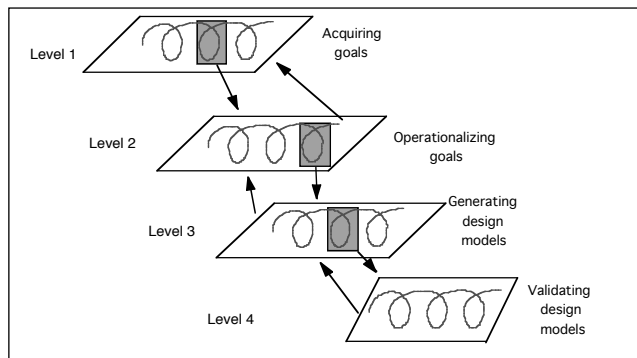 Level 1
Acquiring
goals
Level 2
Operationalizing
goals
Level 3
Generating
design
models
Level 4
Validating
design
models